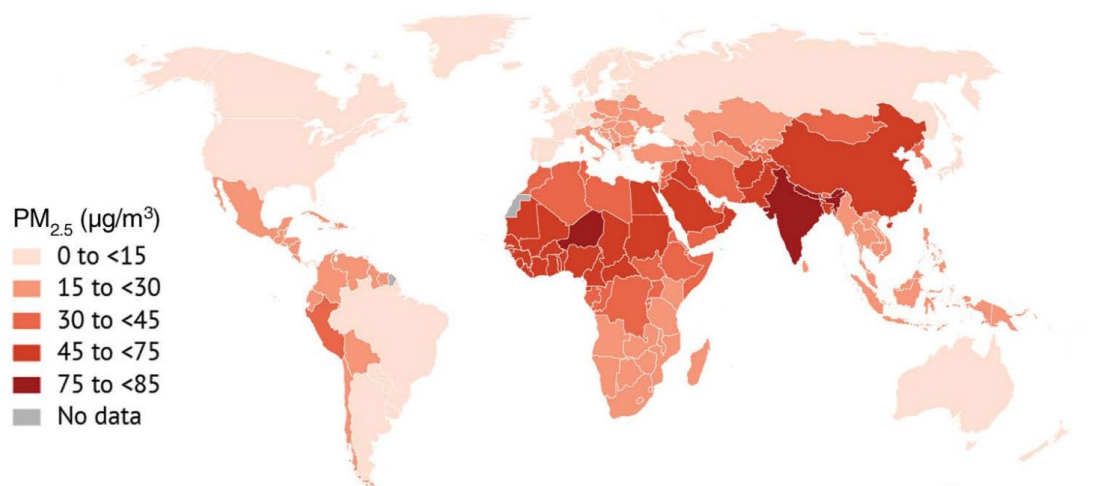 PM2.5 (µg/m3)
0 to <15
15 to <30
30 to <45
45 to <75
75 to <85
No data